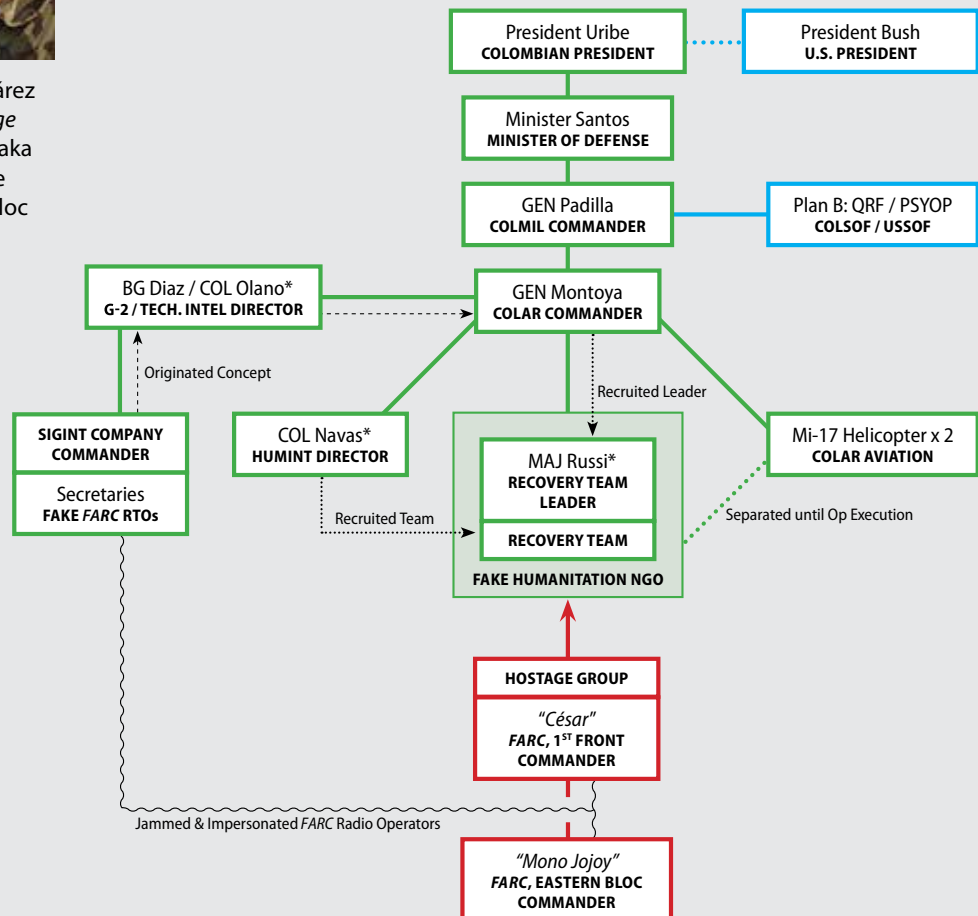 árez
ge
aka
e
loc
President Uribe
COLOMBIAN PRESIDENT
President Bush
U.S. PRESIDENT
Minister Santos
MINISTER OF DEFENSE
GEN Padilla
COLMIL COMMANDER
Plan B: QRF / PSYOP
COLSOF / USSOF
BG Diaz / COL Olano*
G-2 / TECH. INTEL DIRECTOR
GEN Montoya
COLAR COMMANDER
Originated Concept
Recruited Leader
SIGINT COMPANY
COMMANDER
Secretaries
FAKE FARC RTOs
COL Navas*
HUMINT DIRECTOR
Recruited Team
MAJ Russi*
RECOVERY TEAM
LEADER
RECOVERY TEAM
FAKE HUMANITATION NGO
Mi-17 Helicopter x 2
COLAR AVIATION
Separated until Op Execution
HOSTAGE GROUP
"César"
FARC, 1ST FRONT
COMMANDER
Jammed & Impersonated FARC Radio Operators
"Mono Jojoy"
FARC, EASTERN BLOC
COMMANDER